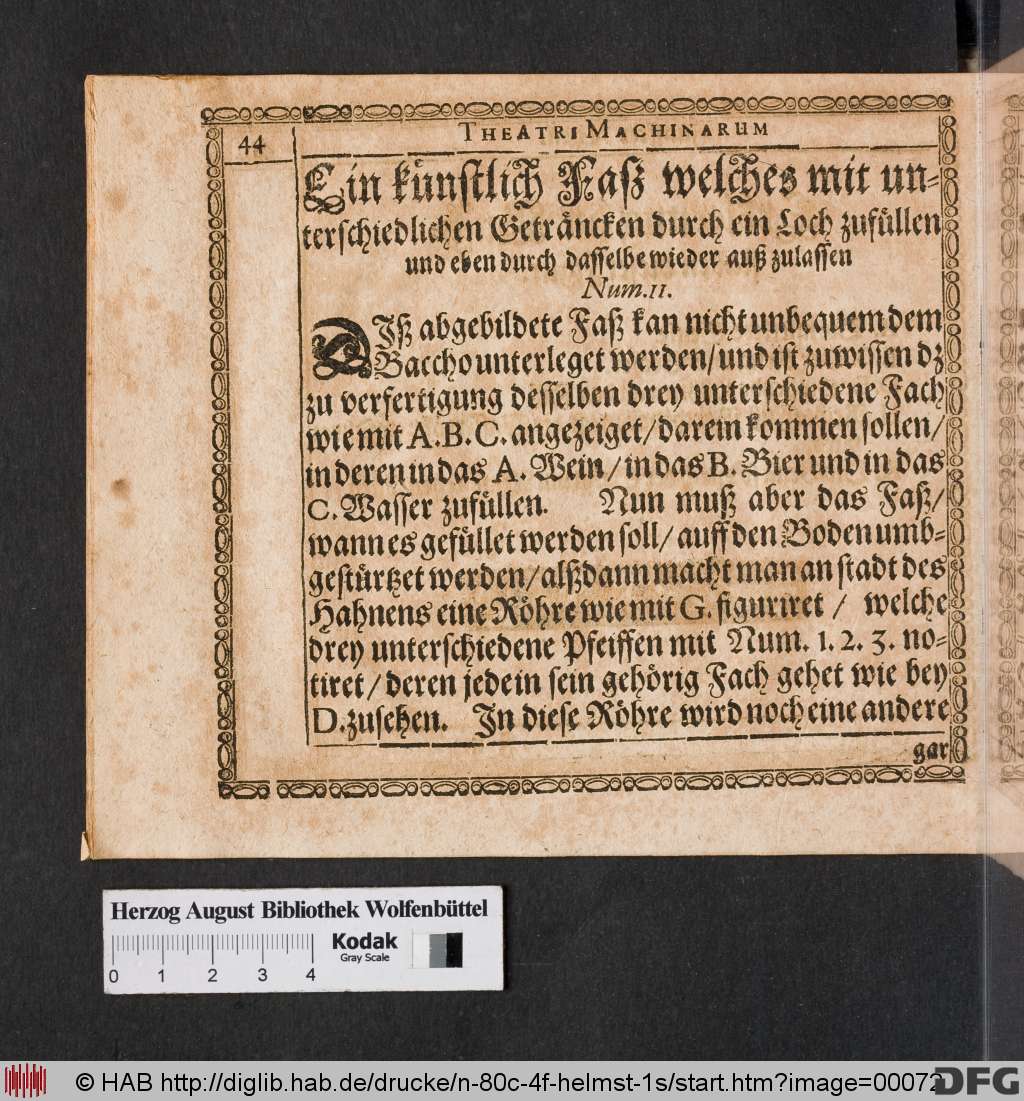 THEATRI MACHINARUM
44
Ein künstlich Faß welches mit un-
terschiedlichen Geträncken durch ein Loch zufüllen
und eben durch dasselbe wieder auß zulassen
Num. 11.
DIß abgebildete Faß kan nicht unbequem dem
Baccho unterleget werden/ und ist zuwissen dz
zu verfertigung desselben drey unterschiedene Fach
wie mit A. B. C. angezeiget/ darein kommen sollen/
in deren in das A. Wein/ in das B. Bier und in das
C. Wasser zufüllen. Nun muß aber das Faß/
wann es gefüllet werden soll/ auff den Boden umb-
gestürtzet werden/ alßdann macht man an stadt des
Hahnens eine Röhre wie mit G. figuriret / welche
drey unterschiedene Pfeiffen mit Num. 1. 2. 3. no-
tiret/ deren jede in sein gehörig Fach gehet wie bey
D. zusehen. In diese Röhre wird noch eine andere
gar
Herzog August Bibliothek Wolfenbüttel
Kodak
Gray Scale
0 1 2 3 4
© HAB http://diglib.hab.de/drucke/n-80c-4f-helmst-1s/start.htm?image=00072
DFG